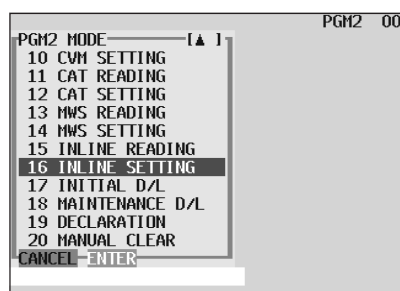 PGM2 00
PGM2 MODE [▲ ]
10 CVM SETTING
11 CAT READING
12 CAT SETTING
13 MWS READING
14 MWS SETTING
15 INLINE READING
16 INLINE SETTING
17 INITIAL D/L
18 MAINTENANCE D/L
19 DECLARATION
20 MANUAL CLEAR
CANCEL ENTER